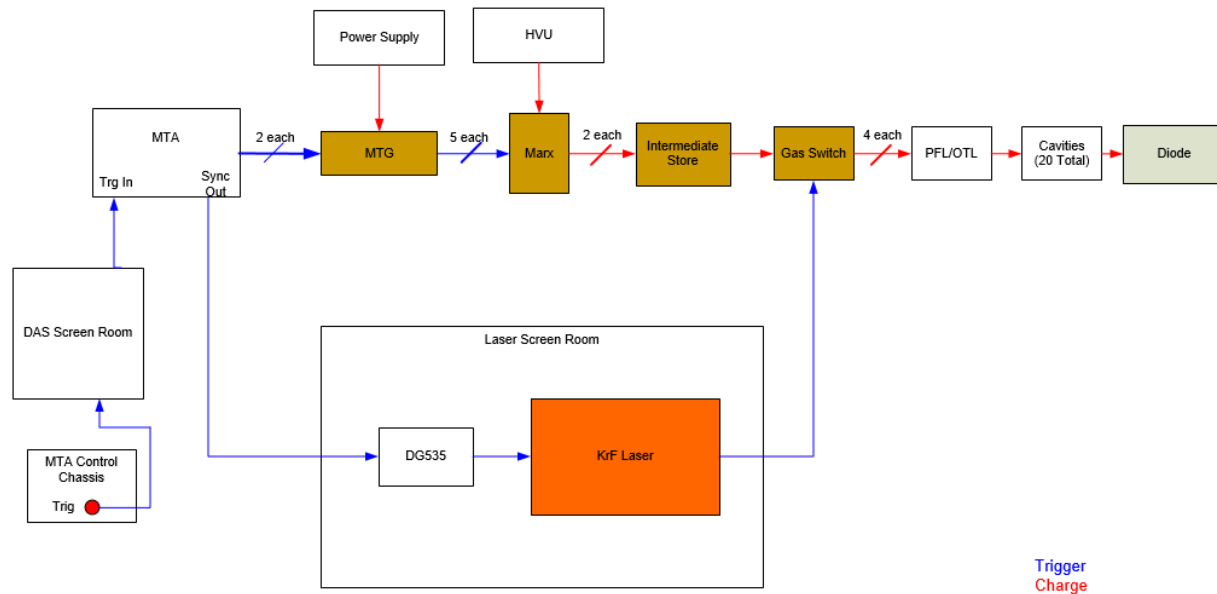 Power Supply
HVU
MTA
2 each
5 each
2 each
4 each
MTG
Marx
Intermediate
Store
Gas Switch
PFL/OTL
Cavities
(20 Total)
Diode
Trg In
Sync
Out
DAS Screen Room
Laser Screen Room
DG535
KrF Laser
MTA Control
Chassis
Trig
Trigger
Charge